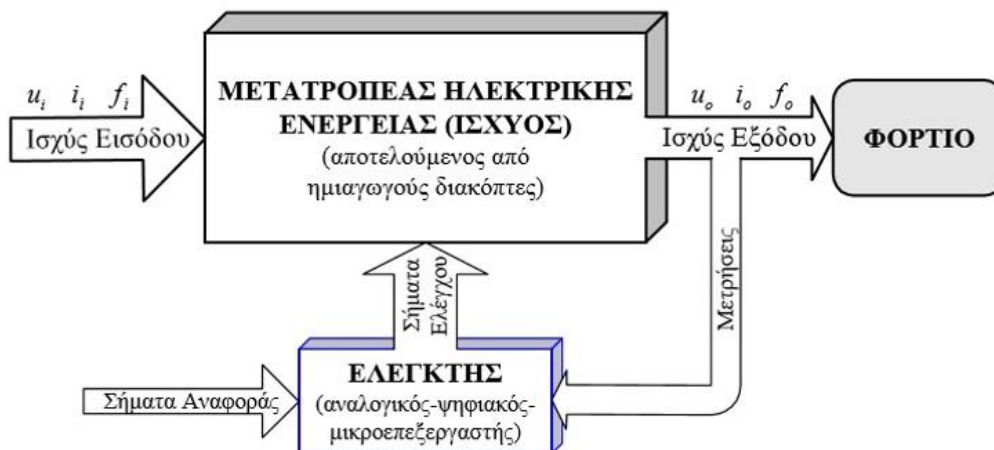 u_i i_i f_i
Ισχύς Εισόδου
ΜΕΤΑΤΡΟΠΕΑΣ ΗΛΕΚΤΡΙΚΗΣ
ΕΝΕΡΓΕΙΑΣ (ΙΣΧΥΟΣ)
(αποτελούμενος από
ημιαγωγούς διακόπτες)
u_o i_o f_o
Ισχύς Εξόδου
ΦΟΡΤΙΟ
Μετρήσεις
Σήματα
Ελέγχου
Σήματα Αναφοράς
ΕΛΕΓΚΤΗΣ
(αναλογικός-ψηφιακός-
μικροεπεξεργαστής)